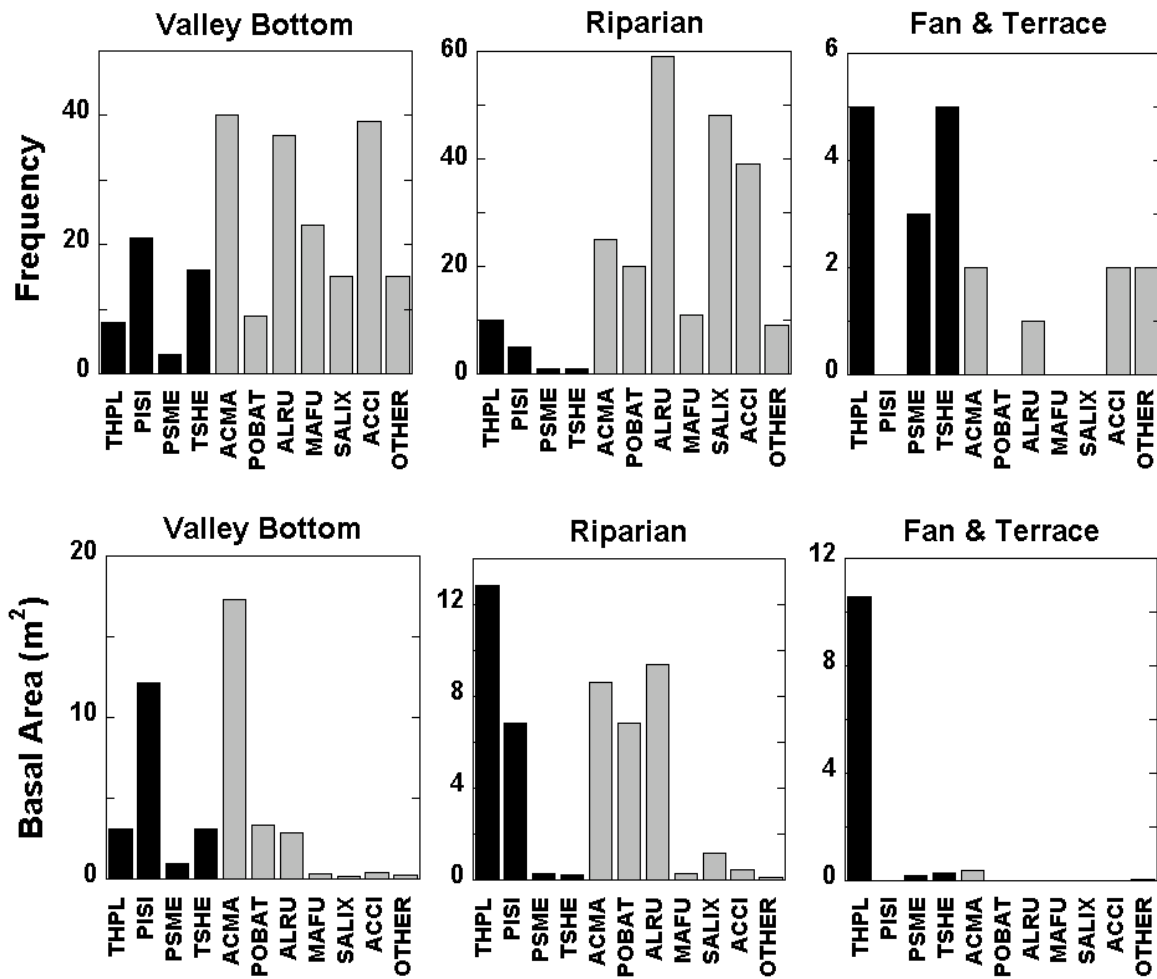 Valley Bottom
Riparian
Fan & Terrace
Frequency
40
20
0
60
40
20
0
6
4
2
0
THPL
PISI
PSME
TSHE
ACMA
POBAT
ALRU
MAFU
SALIX
ACCI
OTHER
THPL
PISI
PSME
TSHE
ACMA
POBAT
ALRU
MAFU
SALIX
ACCI
OTHER
THPL
PISI
PSME
TSHE
ACMA
POBAT
ALRU
MAFU
SALIX
ACCI
OTHER
Valley Bottom
Riparian
Fan & Terrace
Basal Area (m²)
20
10
0
12
8
4
0
12
8
4
0
THPL
PISI
PSME
TSHE
ACMA
POBAT
ALRU
MAFU
SALIX
ACCI
OTHER
THPL
PISI
PSME
TSHE
ACMA
POBAT
ALRU
MAFU
SALIX
ACCI
OTHER
THPL
PISI
PSME
TSHE
ACMA
POBAT
ALRU
MAFU
SALIX
ACCI
OTHER